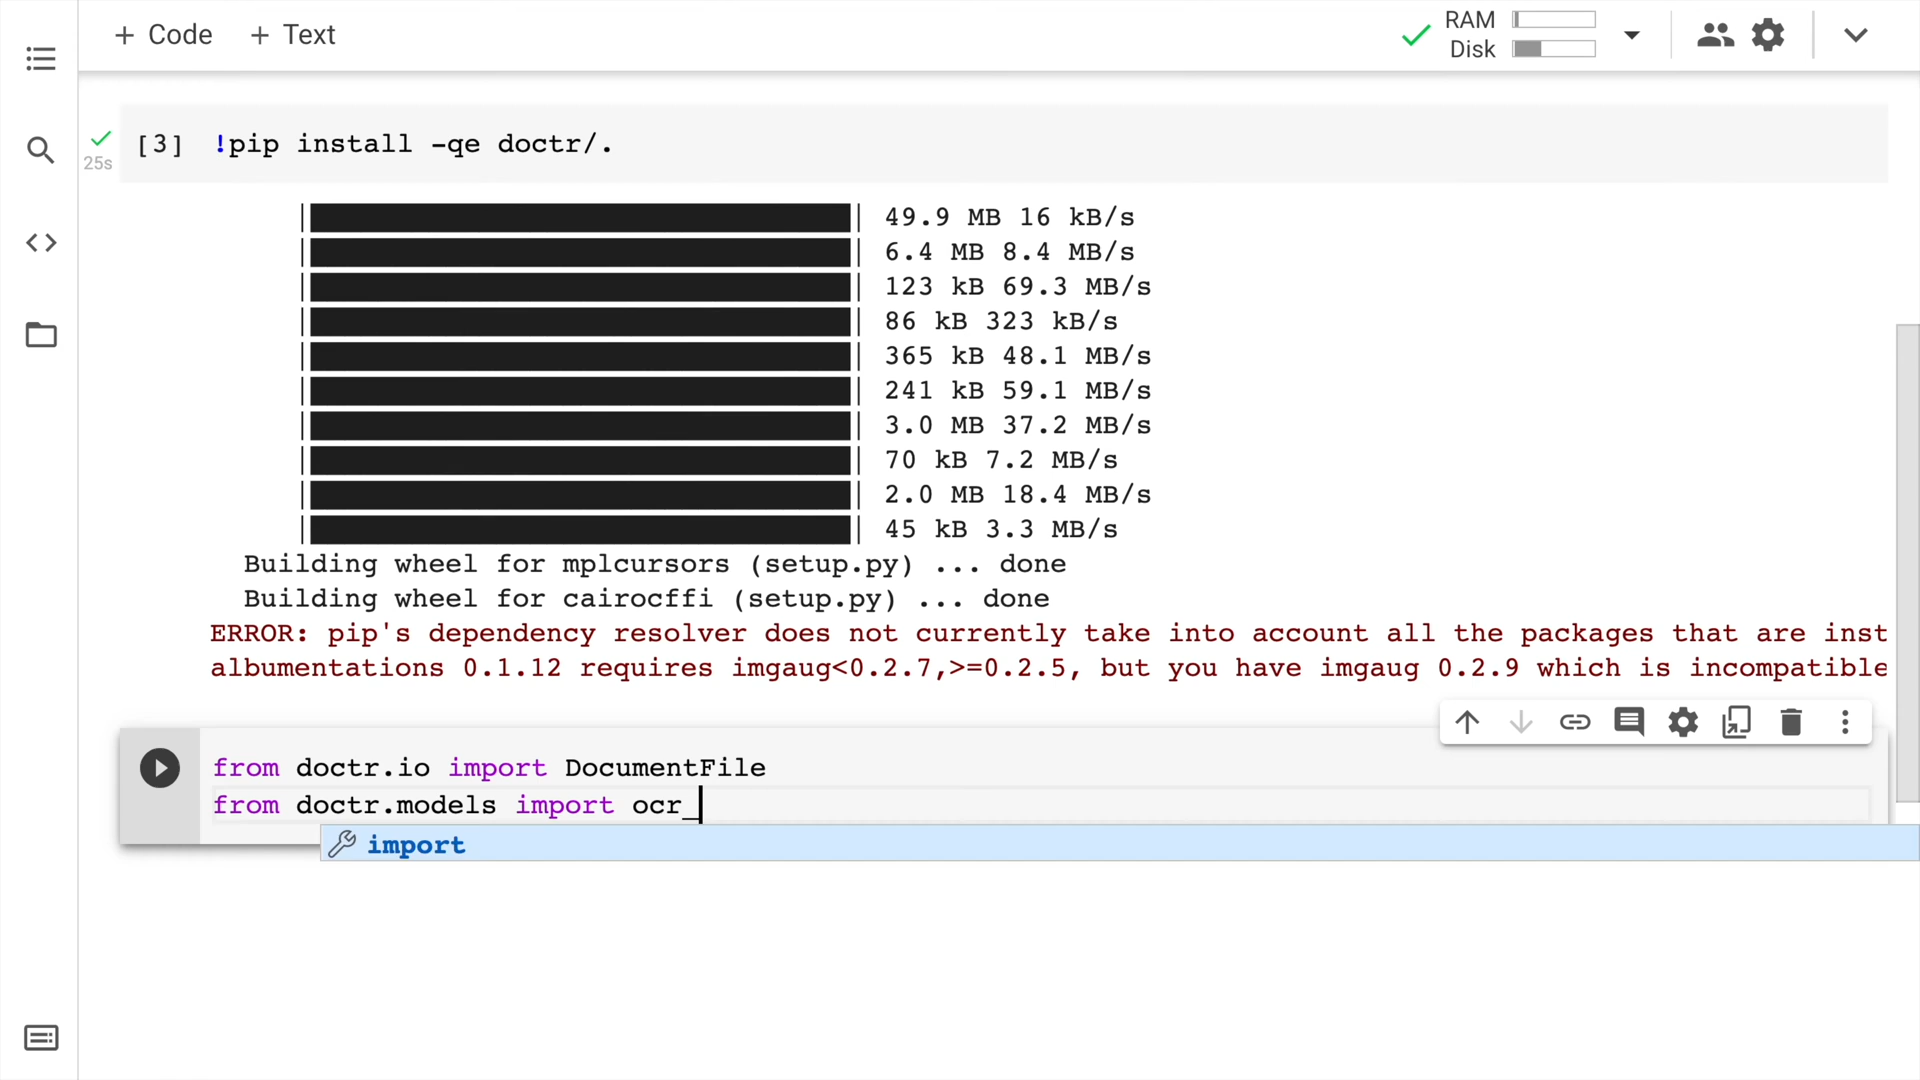 + Code + Text
RAM
Disk
25s
[3] !pip install -qe doctr/.
49.9 MB 16 kB/s
6.4 MB 8.4 MB/s
123 kB 69.3 MB/s
86 kB 323 kB/s
365 kB 48.1 MB/s
241 kB 59.1 MB/s
3.0 MB 37.2 MB/s
70 kB 7.2 MB/s
2.0 MB 18.4 MB/s
45 kB 3.3 MB/s
Building wheel for mplcursors (setup.py) ... done
Building wheel for cairocffi (setup.py) ... done
ERROR: pip's dependency resolver does not currently take into account all the packages that are inst
albumentations 0.1.12 requires imgaug<0.2.7,>=0.2.5, but you have imgaug 0.2.9 which is incompatible
from doctr.io import DocumentFile
from doctr.models import ocr_
import